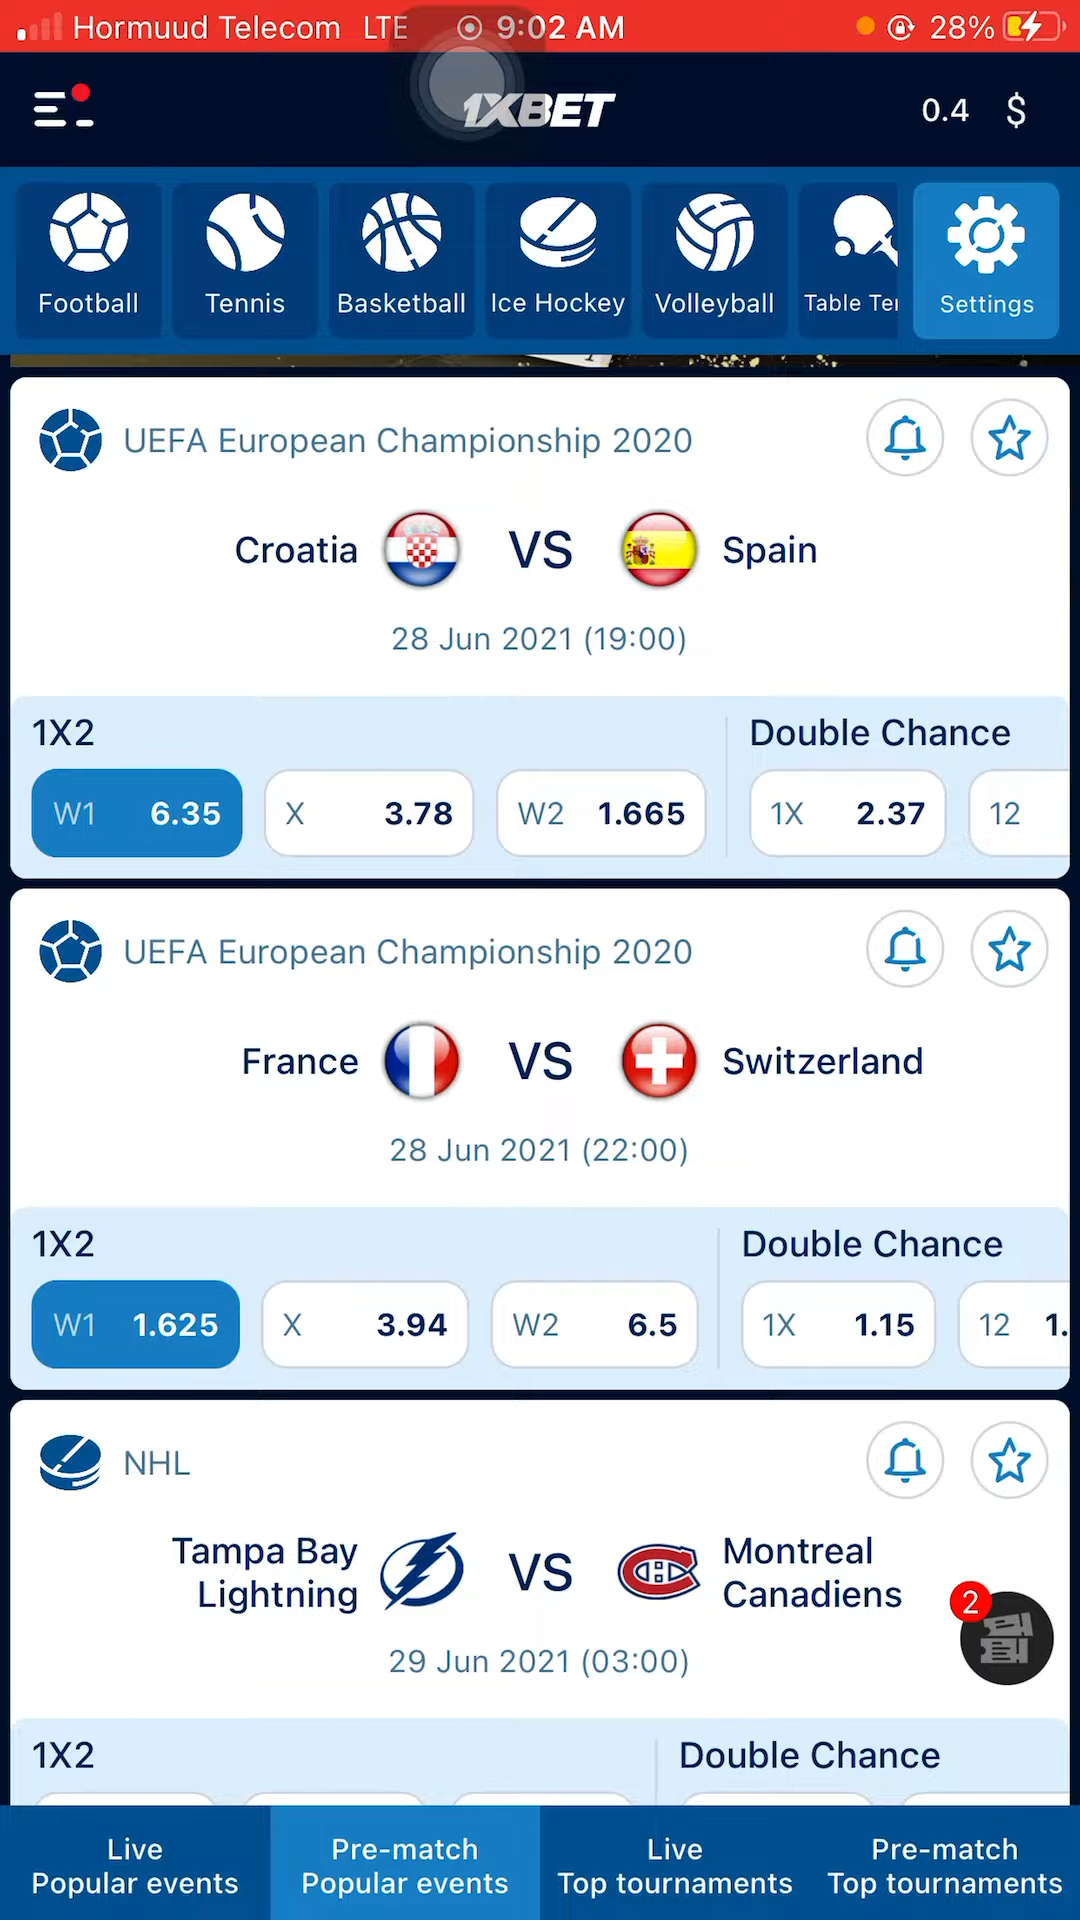 Hormuud Telecom LTE 9:02 AM 28%
1XBET 0.4 $
Football Tennis Basketball Ice Hockey Volleyball Table Te Settings
UEFA European Championship 2020
Croatia VS Spain
28 Jun 2021 (19:00)
1X2 Double Chance
W1 6.35 X 3.78 W2 1.665 1X 2.37 12
UEFA European Championship 2020
France VS Switzerland
28 Jun 2021 (22:00)
1X2 Double Chance
W1 1.625 X 3.94 W2 6.5 1X 1.15 12 1.
NHL
Tampa Bay Lightning VS Montreal Canadiens
2
29 Jun 2021 (03:00)
1X2 Double Chance
Live Pre-match Live Pre-match
Popular events Popular events Top tournaments Top tournaments